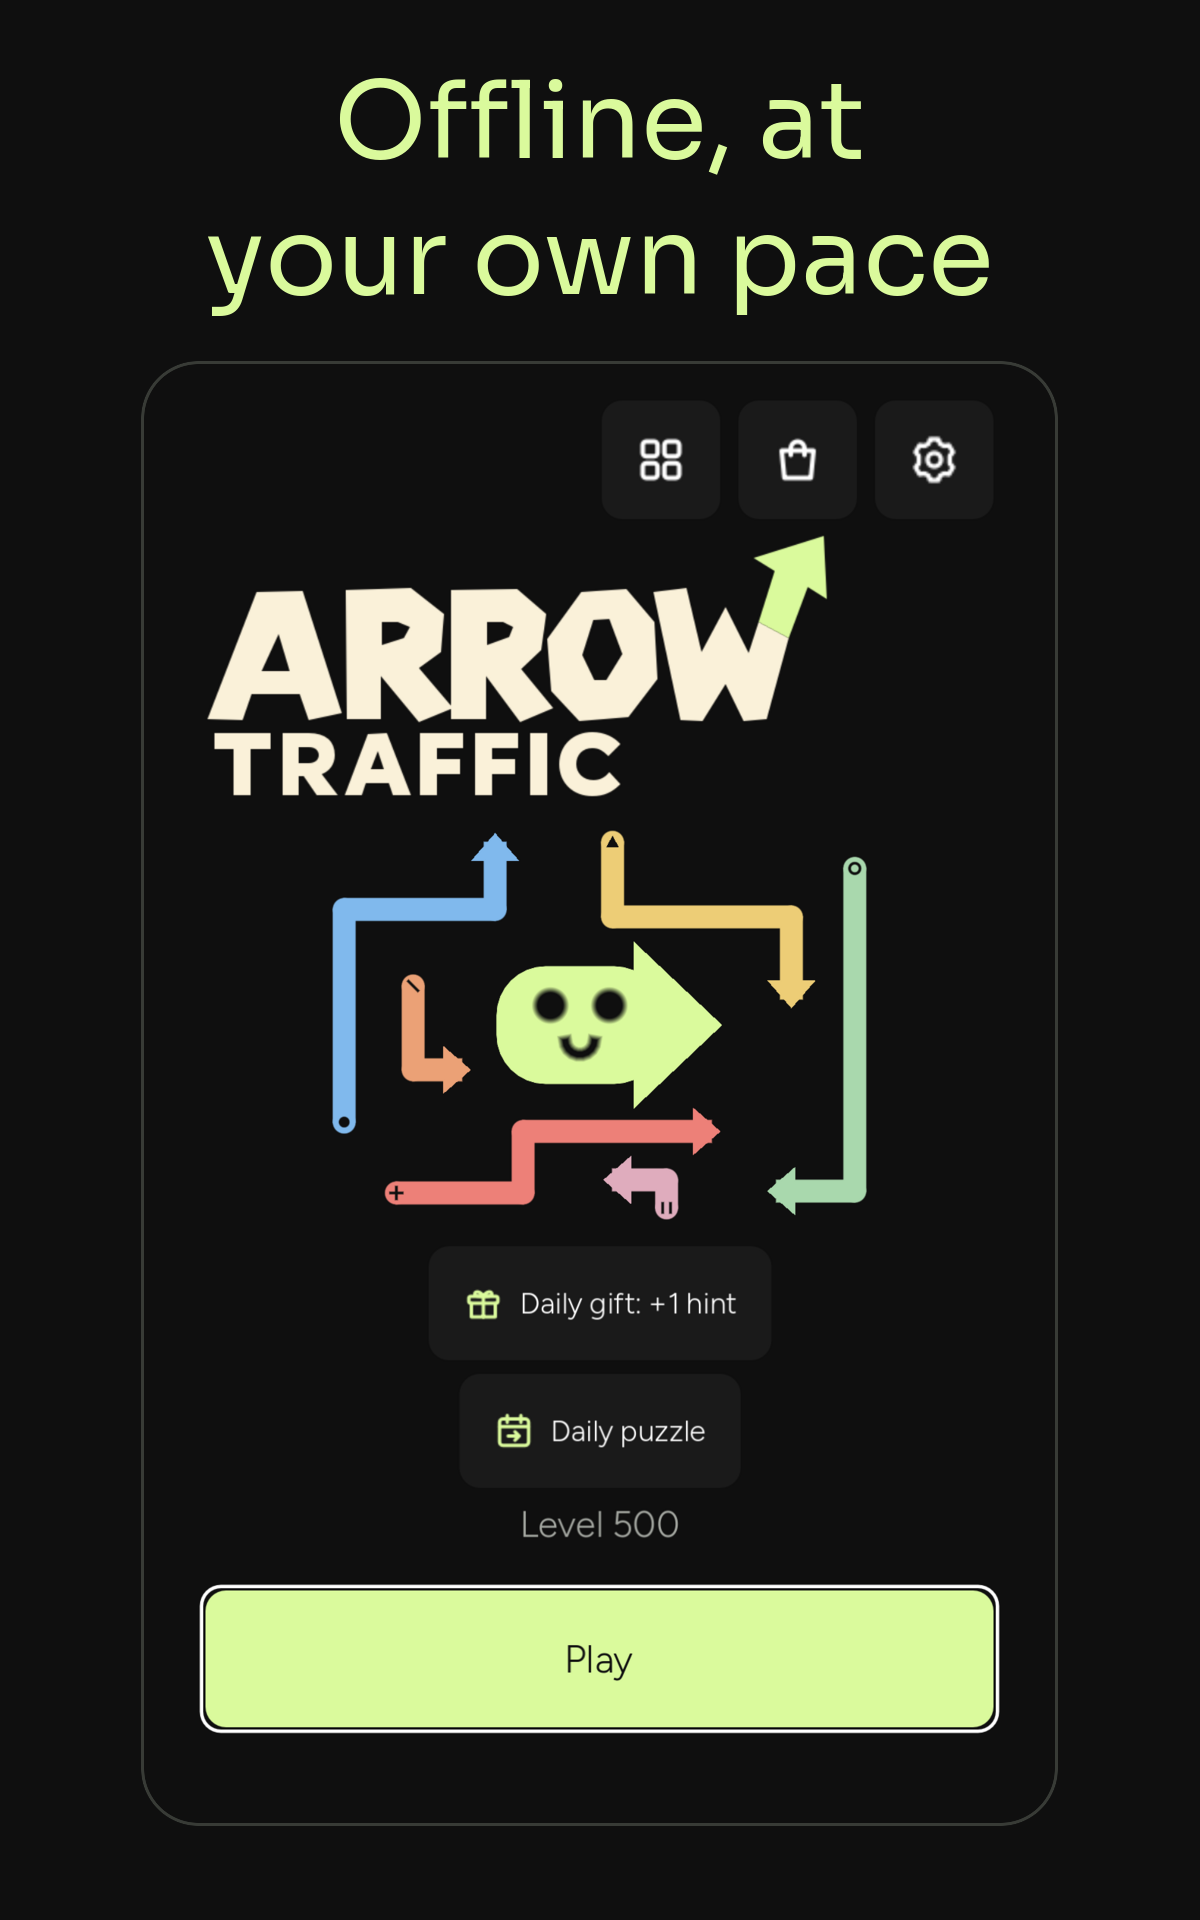 Offline, at
your own pace
ARROW
TRAFFIC
Daily gift: +1 hint
Daily puzzle
Level 500
Play